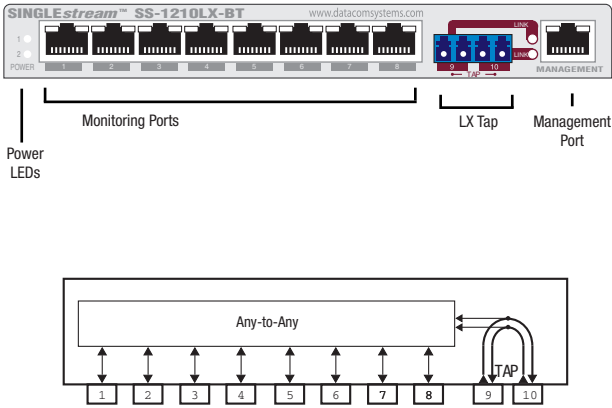 SINGLEstream™ SS-1210LX-BT www.datacomsystems.com
LINK
1
2
LINK
POWER 1 2 3 4 5 6 7 8 9 10 MANAGEMENT
TAP
Monitoring Ports LX Tap Management
Port
Power
LEDs
Any-to-Any
TAP
1 2 3 4 5 6 7 8 9 10